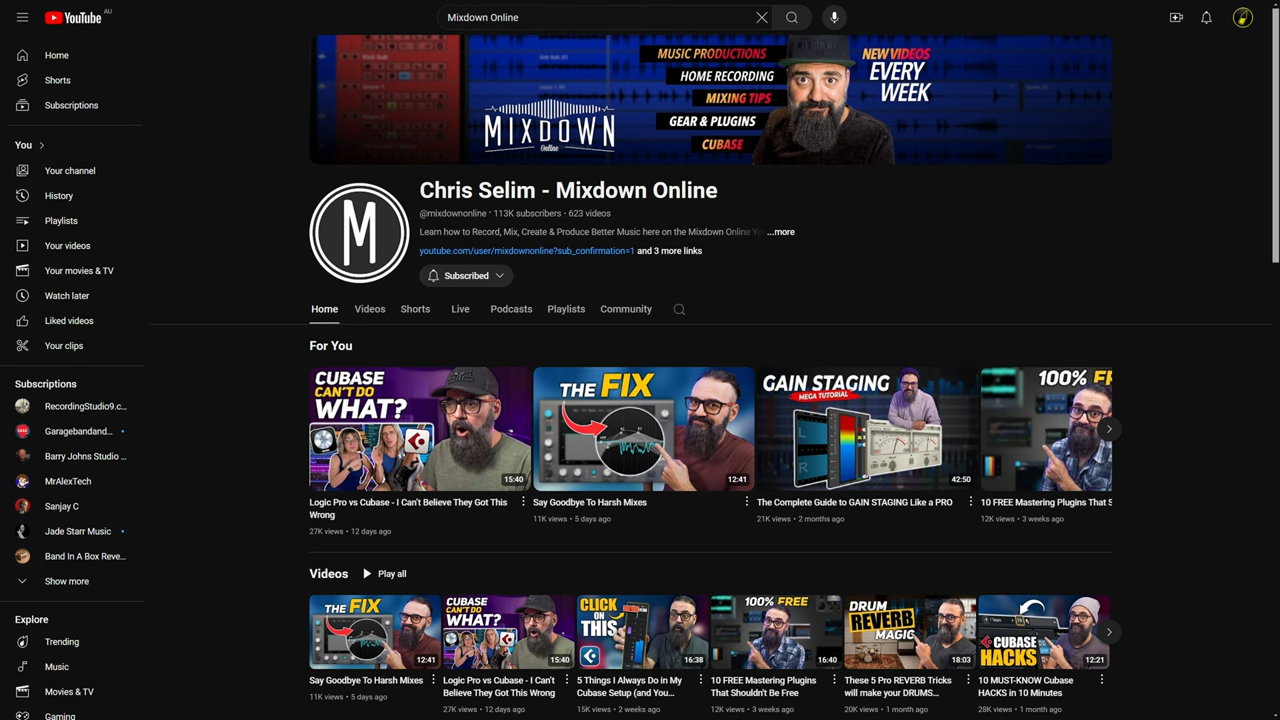 YouTube AU
Mixdown Online
Home
Shorts
Subscriptions
You
Your channel
History
Playlists
Your videos
Your movies & TV
Watch later
Liked videos
Your clips
Subscriptions
RecordingStudio9.c...
Garagebandand...
Barry Johns Studio ...
MrAlexTech
Sanjay C
Jade Starr Music
Band In A Box Reve...
Show more
Explore
Trending
Music
Movies & TV
Gaming
MIXDOWN
Online
MUSIC PRODUCTIONS
HOME RECORDING
MIXING TIPS
GEAR & PLUGINS
CUBASE
NEW VIDEOS
EVERY
WEEK
M
Chris Selim - Mixdown Online
@mixdownonline • 113K subscribers • 623 videos
Learn how to Record, Mix, Create & Produce Better Music here on the Mixdown Online ...more
youtube.com/user/mixdownonline?sub_confirmation=1 and 3 more links
Subscribed
Home Videos Shorts Live Podcasts Playlists Community
For You
CUBASE
CAN'T DO
WHAT?
15:40
Logic Pro vs Cubase - I Can't Believe They Got This
Wrong
27K views • 12 days ago
THE FIX
12:41
Say Goodbye To Harsh Mixes
11K views • 5 days ago
GAIN STAGING
MEGA TUTORIAL
L
R
42:50
The Complete Guide to GAIN STAGING Like a PRO
21K views • 2 months ago
100% FR
10 FREE Mastering Plugins That S
12K views • 3 weeks ago
Videos Play all
THE FIX
12:41
Say Goodbye To Harsh Mixes
11K views • 5 days ago
CUBASE
CAN'T DO
WHAT?
15:40
Logic Pro vs Cubase - I Can't
Believe They Got This Wrong
27K views • 12 days ago
CLICK
ON
THIS
16:38
5 Things I Always Do in My
Cubase Setup (and You...
15K views • 2 weeks ago
100% FREE
16:40
10 FREE Mastering Plugins
That Shouldn't Be Free
12K views • 3 weeks ago
DRUM
REVERB
MAGIC
18:03
These 5 Pro REVERB Tricks
will make your DRUMS...
20K views • 1 month ago
CUBASE
HACKS
12:21
10 MUST-KNOW Cubase
HACKS in 10 Minutes
28K views • 1 month ago